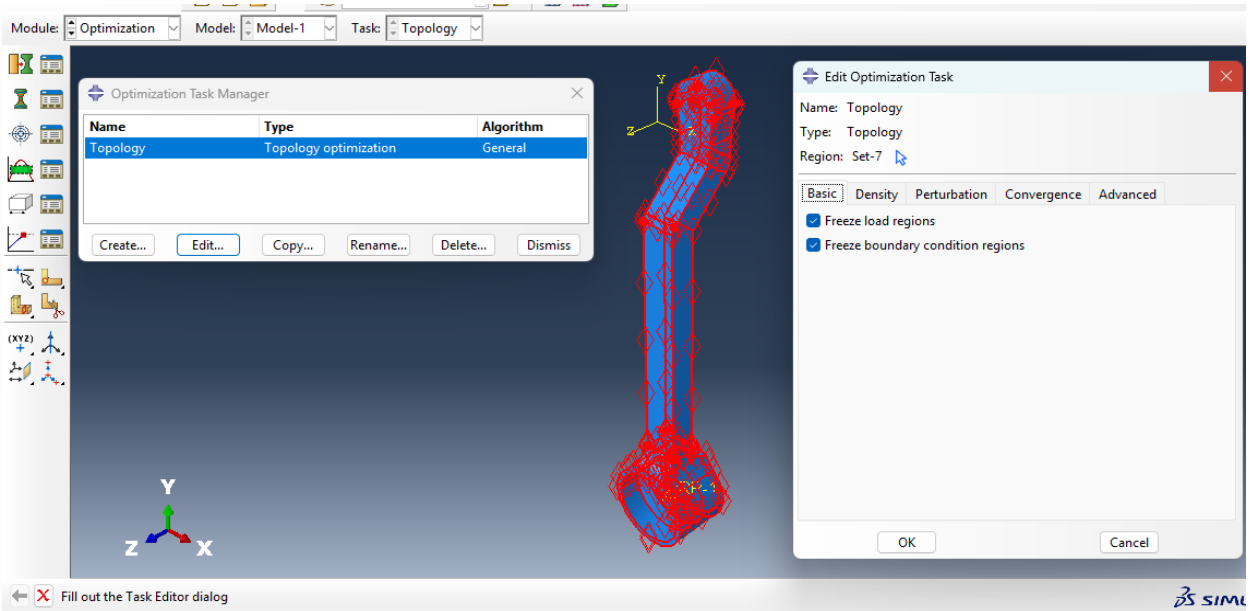 Module: Optimization Model: Model-1 Task: Topology
Optimization Task Manager
Name Type Algorithm
Topology Topology optimization General
Create... Edit... Copy... Rename... Delete... Dismiss
Edit Optimization Task
Name: Topology
Type: Topology
Region: Set-7
Basic Density Perturbation Convergence Advanced
Freeze load regions
Freeze boundary condition regions
OK Cancel
(XYZ)
Y
Z
Y
Z X
Fill out the Task Editor dialog